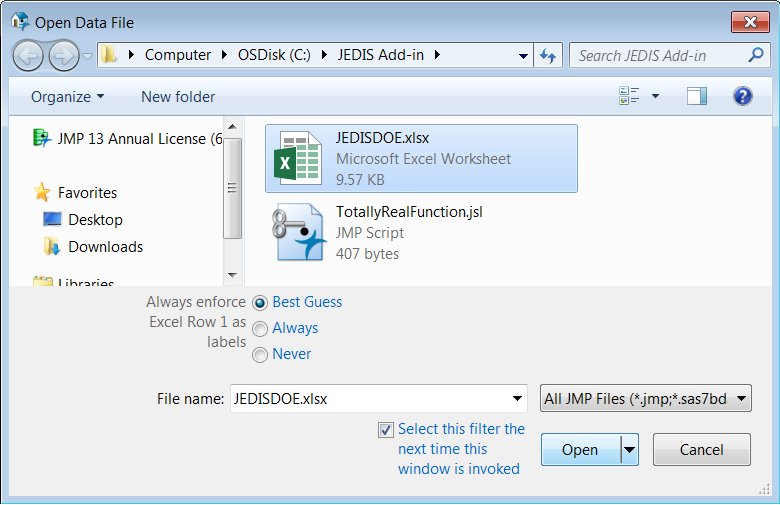 Open Data File
Computer OSDisk (C:) JEDIS Add-in Search JEDIS Add-in
Organize New folder
JMP 13 Annual License (6
Favorites
Desktop
Downloads
Libraries
JEDISDOE.xlsx
Microsoft Excel Worksheet
9.57 KB
TotallyRealFunction.jsl
JMP Script
407 bytes
Always enforce
Excel Row 1 as
labels
Best Guess
Always
Never
File name: JEDISDOE.xlsx All JMP Files (*.jmp;*.sas7bd
Select this filter the
next time this
window is invoked
Open Cancel